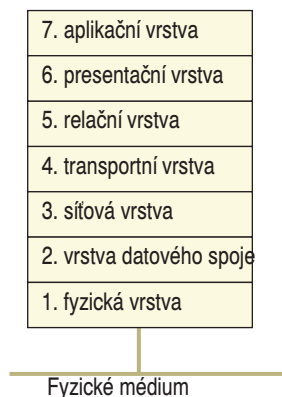 7. aplikační vrstva
6. presentační vrstva
5. relační vrstva
4. transportní vrstva
3. síťová vrstva
2. vrstva datového spoje
1. fyzická vrstva
Fyzické médium